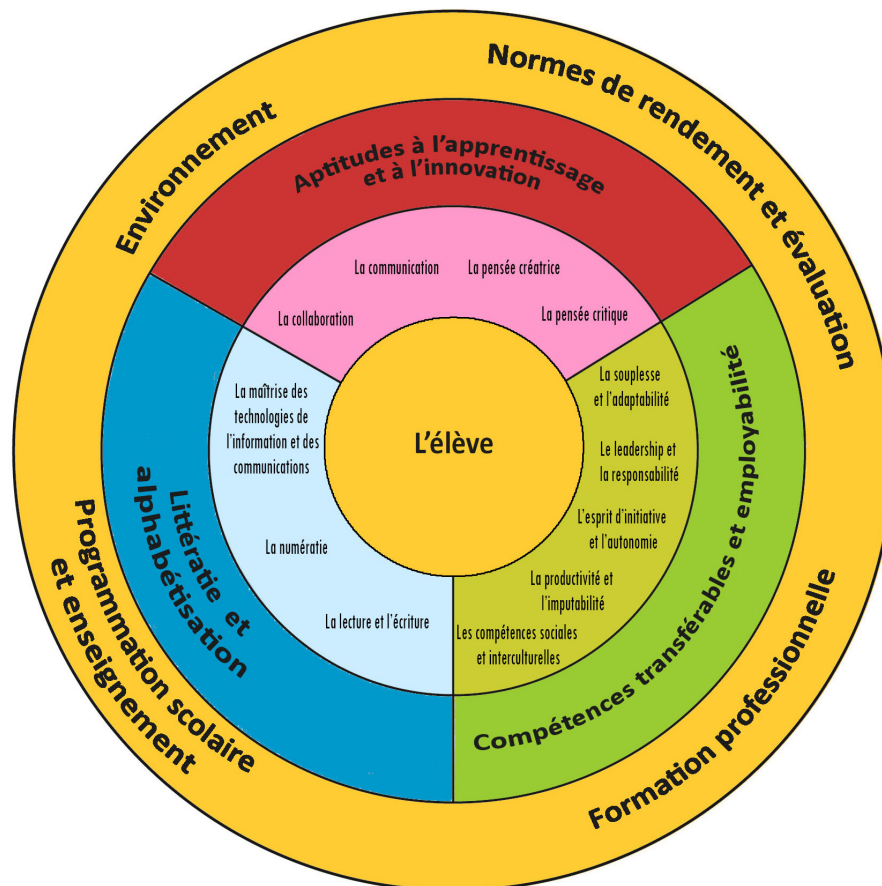 Environnement
Normes de rendement et évaluation
Aptitudes à l'apprentissage
et à l'innovation
La communication
La pensée créatrice
La collaboration
La pensée critique
La maîtrise des
technologies de
l'information et des
communications
La numératie
La lecture et l'écriture
L'élève
La souplesse
et l'adaptabilité
Le leadership et
la responsabilité
L'esprit d'initiative
et l'autonomie
La productivité et
l'imputabilité
Les compétences sociales
et interculturelles
Littératie et
alphabétisation
Compétences transférables et employabilité
Programmation scolaire
et enseignement
Formation professionnelle